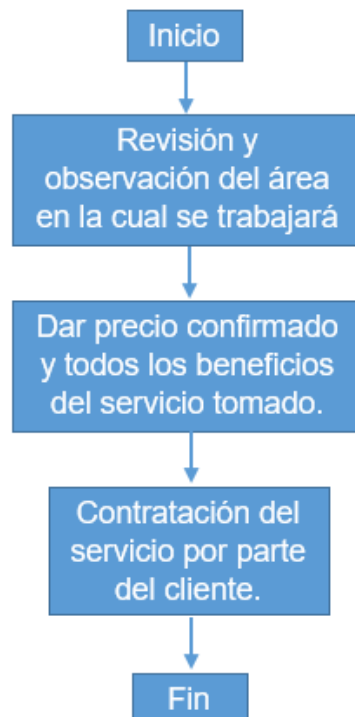 Inicio
Revisión y
observación del área
en la cual se trabajará
Dar precio confirmado
y todos los beneficios
del servicio tomado.
Contratación del
servicio por parte
del cliente.
Fin